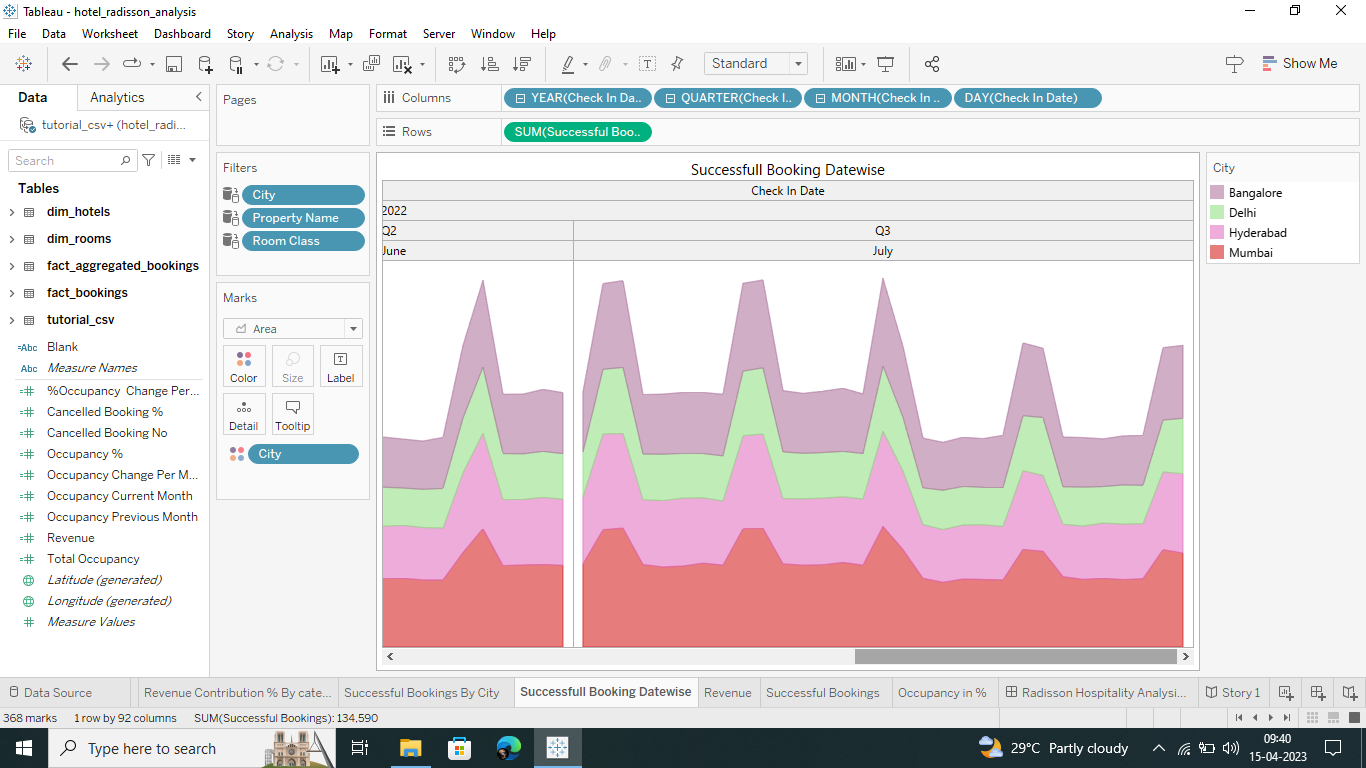 Tableau - hotel_radisson_analysis
File Data Worksheet Dashboard Story Analysis Map Format Server Window Help
Standard
Show Me
Data Analytics
tutorial_csv+ (hotel_radi...
Search
Tables
dim_hotels
dim_rooms
fact_aggregated_bookings
fact_bookings
tutorial_csv
Abc Blank
Abc Measure Names
%Occupancy Change Per...
Cancelled Booking %
Cancelled Booking No
Occupancy %
Occupancy Change Per M...
Occupancy Current Month
Occupancy Previous Month
Revenue
Total Occupancy
Latitude (generated)
Longitude (generated)
Measure Values
Pages
Filters
City
Property Name
Room Class
Marks
Area
Color Size Label
Detail Tooltip
City
Columns YEAR(Check In Da.. QUARTER(Check I.. MONTH(Check In .. DAY(Check In Date)
Rows SUM(Successful Boo..
Successfull Booking Datewise
Check In Date
2022
Q2 Q3
June July
City
Bangalore
Delhi
Hyderabad
Mumbai
Data Source Revenue Contribution % By cate... Successful Bookings By City Successfull Booking Datewise Revenue Successful Bookings Occupancy in % Radisson Hospitality Analysi... Story 1
368 marks 1 row by 92 columns SUM(Successful Bookings): 134.590
Type here to search
29°C Partly cloudy
09:40
15-04-2023